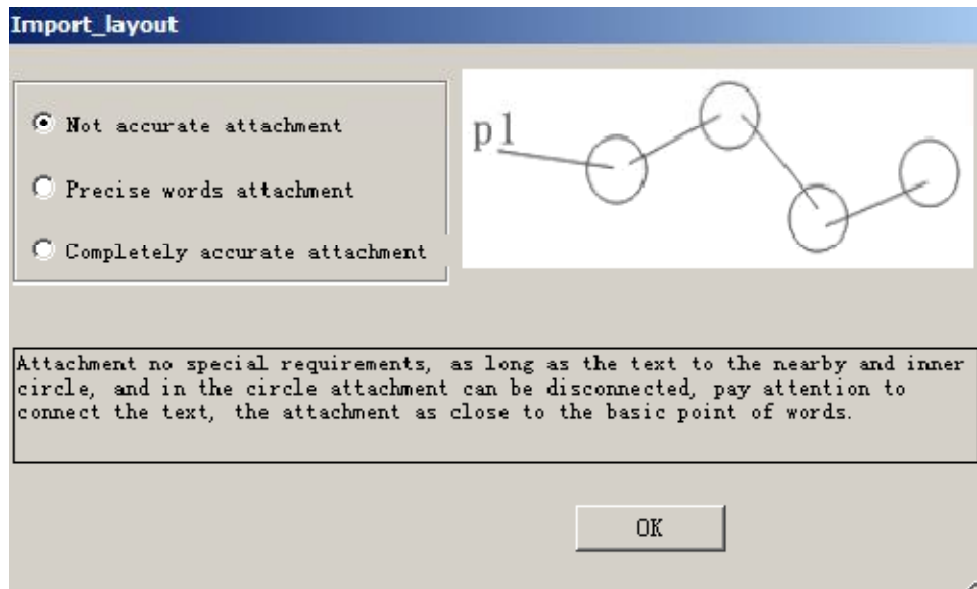 Import_layout
Not accurate attachment
Precise words attachment
Completely accurate attachment
p1
Attachment no special requirements, as long as the text to the nearby and inner
circle, and in the circle attachment can be disconnected, pay attention to
connect the text, the attachment as close to the basic point of words.
OK